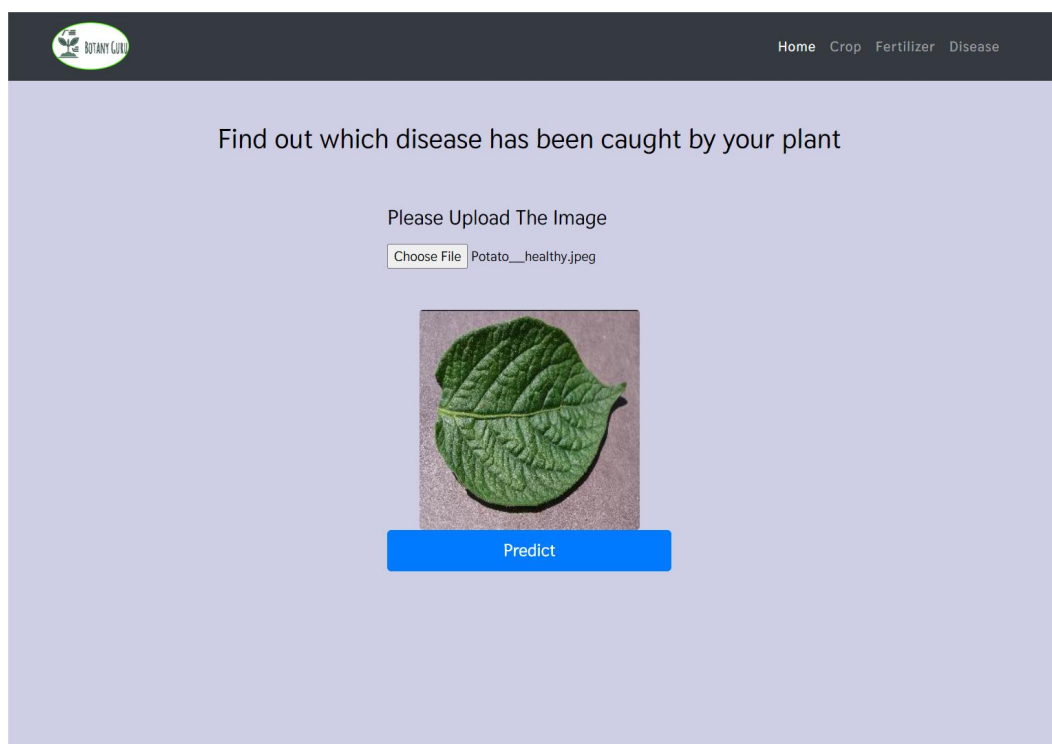 BOTANY GURU
Home Crop Fertilizer Disease
Find out which disease has been caught by your plant
Please Upload The Image
Choose File Potato__healthy.jpeg
Predict